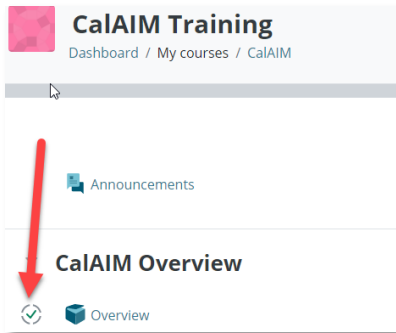 CalAIM Training
Dashboard / My courses / CalAIM
Announcements
CalAIM Overview
Overview